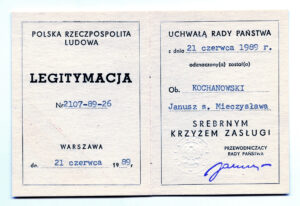 POLSKA RZECZPOSPOLITA
LUDOWA
LEGITYMACJA
Nr 2107-89-26
WARSZAWA
dn. 21 czerwca 1989 r.
UCHWAŁĄ RADY PAŃSTWA
z dnia 21 czerwca 1989 r.
odznaczony(a) został(a)
Ob. KOCHANOWSKI
Janusz s. Mieczysława
SREBRNYM
KRZYŻEM ZASŁUGI
PRZEWODNICZĄCY
RADY PAŃSTWA